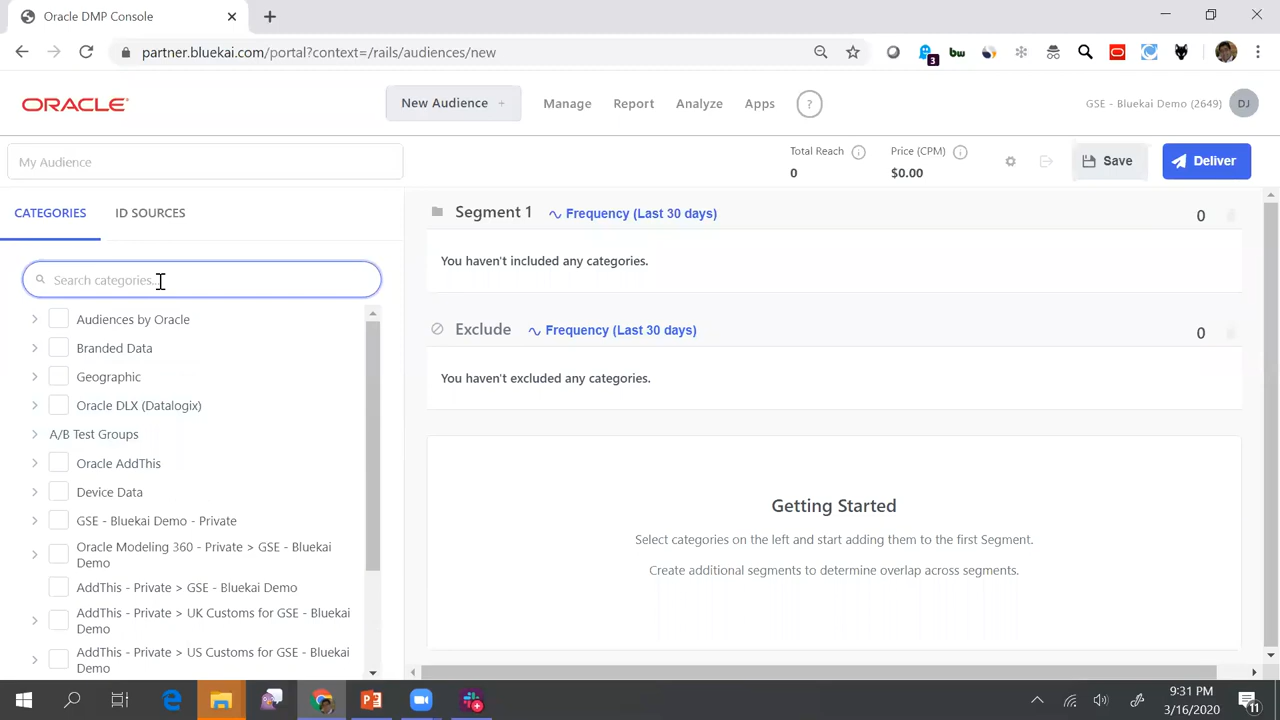 Oracle DMP Console
partner.bluekai.com/portal?context=/rails/audiences/new
3
ORACLE
New Audience +
Manage
Report
Analyze
Apps
?
GSE - Bluekai Demo (2649)
DJ
My Audience
Total Reach
0
Price (CPM)
$0.00
Save
Deliver
CATEGORIES
ID SOURCES
Search categories...
Audiences by Oracle
Branded Data
Geographic
Oracle DLX (Datalogix)
A/B Test Groups
Oracle AddThis
Device Data
GSE - Bluekai Demo - Private
Oracle Modeling 360 - Private > GSE - Bluekai
Demo
AddThis - Private > GSE - Bluekai Demo
AddThis - Private > UK Customs for GSE - Bluekai
Demo
AddThis - Private > US Customs for GSE - Bluekai
Demo
Segment 1
Frequency (Last 30 days)
0
You haven't included any categories.
Exclude
Frequency (Last 30 days)
0
You haven't excluded any categories.
Getting Started
Select categories on the left and start adding them to the first Segment.
Create additional segments to determine overlap across segments.
9:31 PM
3/16/2020
11